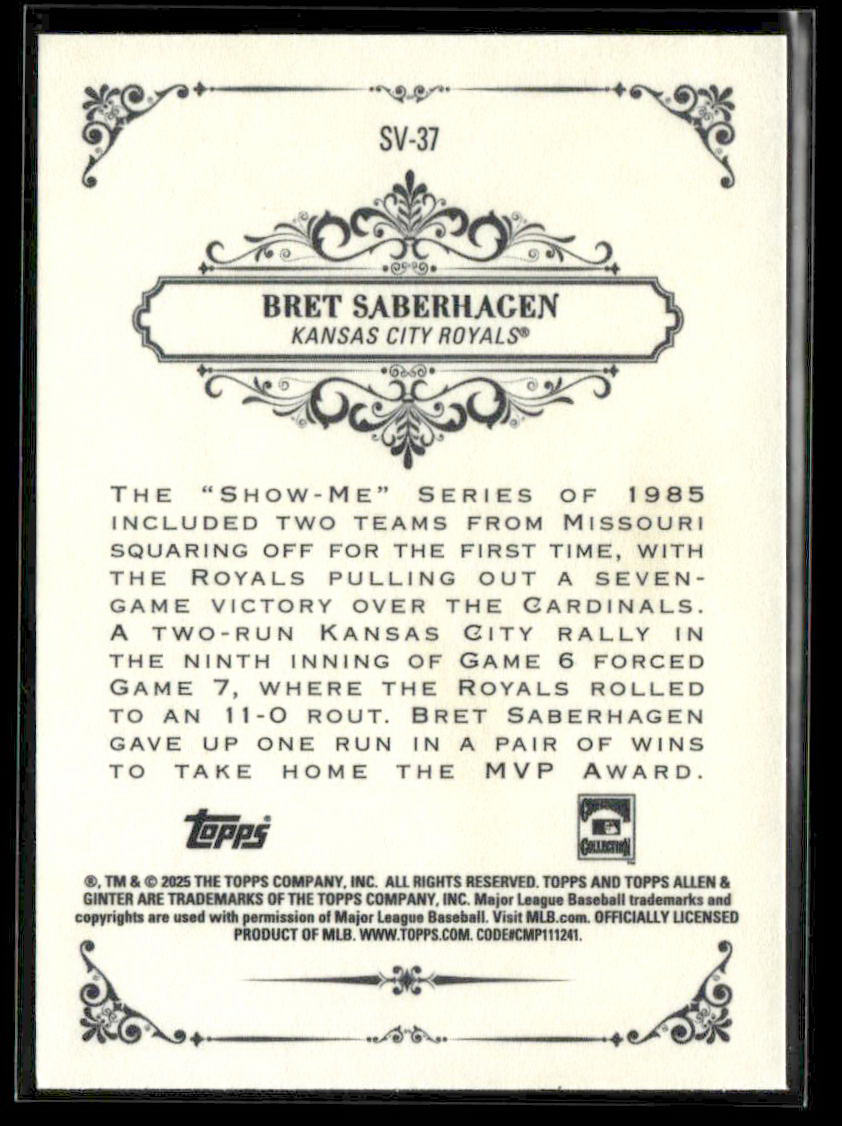 SV-37
BRET SABERHAGEN
KANSAS CITY ROYALS®
THE "SHOW-ME" SERIES OF 1985
INCLUDED TWO TEAMS FROM MISSOURI
SQUARING OFF FOR THE FIRST TIME, WITH
THE ROYALS PULLING OUT A SEVEN-
GAME VICTORY OVER THE CARDINALS.
A TWO-RUN KANSAS CITY RALLY IN
THE NINTH INNING OF GAME 6 FORCED
GAME 7, WHERE THE ROYALS ROLLED
TO AN 11-0 ROUT. BRET SABERHAGEN
GAVE UP ONE RUN IN A PAIR OF WINS
TO TAKE HOME THE MVP AWARD.
topps®
COOPERSTOWN
COLLECTION
™
®, TM & © 2025 THE TOPPS COMPANY, INC. ALL RIGHTS RESERVED. TOPPS AND TOPPS ALLEN &
GINTER ARE TRADEMARKS OF THE TOPPS COMPANY, INC. Major League Baseball trademarks and
copyrights are used with permission of Major League Baseball. Visit MLB.com. OFFICIALLY LICENSED
PRODUCT OF MLB. WWW.TOPPS.COM. CODE#CMP111241.